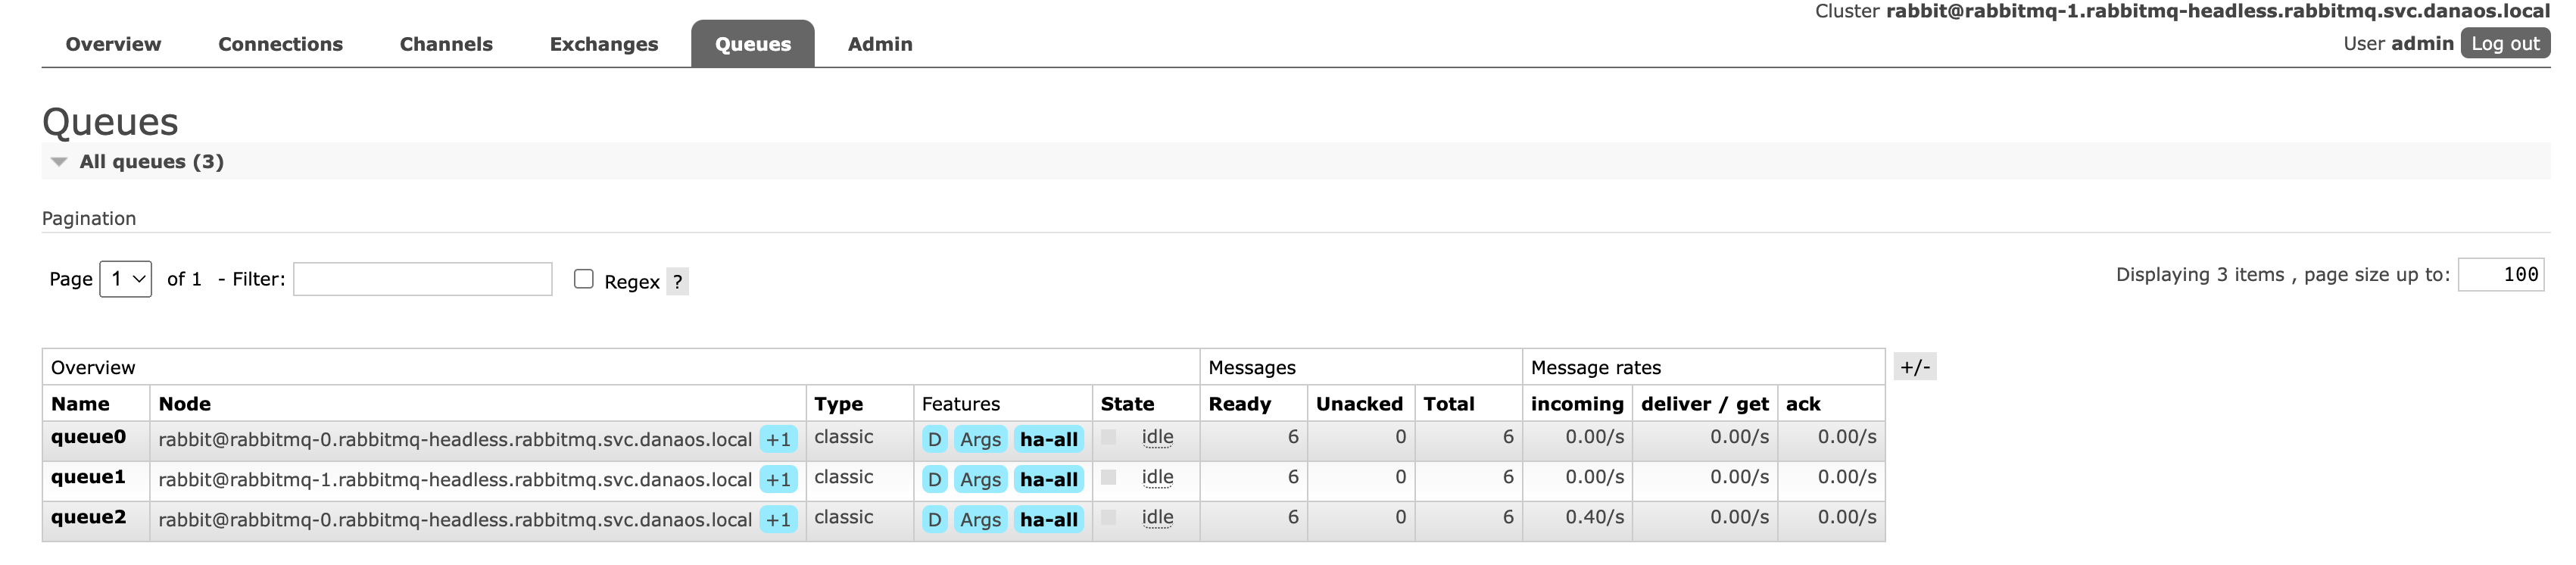 Cluster rabbit@rabbitmq-1.rabbitmq-headless.rabbitmq.svc.danaos.local
Overview Connections Channels Exchanges Queues Admin User admin Log out
Queues
All queues (3)
Pagination
Page 1 of 1 - Filter: Regex ? Displaying 3 items , page size up to: 100
Overview Messages Message rates +/-
Name Node Type Features State Ready Unacked Total incoming deliver / get ack
queue0 rabbit@rabbitmq-0.rabbitmq-headless.rabbitmq.svc.danaos.local +1 classic D Args ha-all idle 6 0 6 0.00/s 0.00/s 0.00/s
queue1 rabbit@rabbitmq-1.rabbitmq-headless.rabbitmq.svc.danaos.local +1 classic D Args ha-all idle 6 0 6 0.00/s 0.00/s 0.00/s
queue2 rabbit@rabbitmq-0.rabbitmq-headless.rabbitmq.svc.danaos.local +1 classic D Args ha-all idle 6 0 6 0.40/s 0.00/s 0.00/s